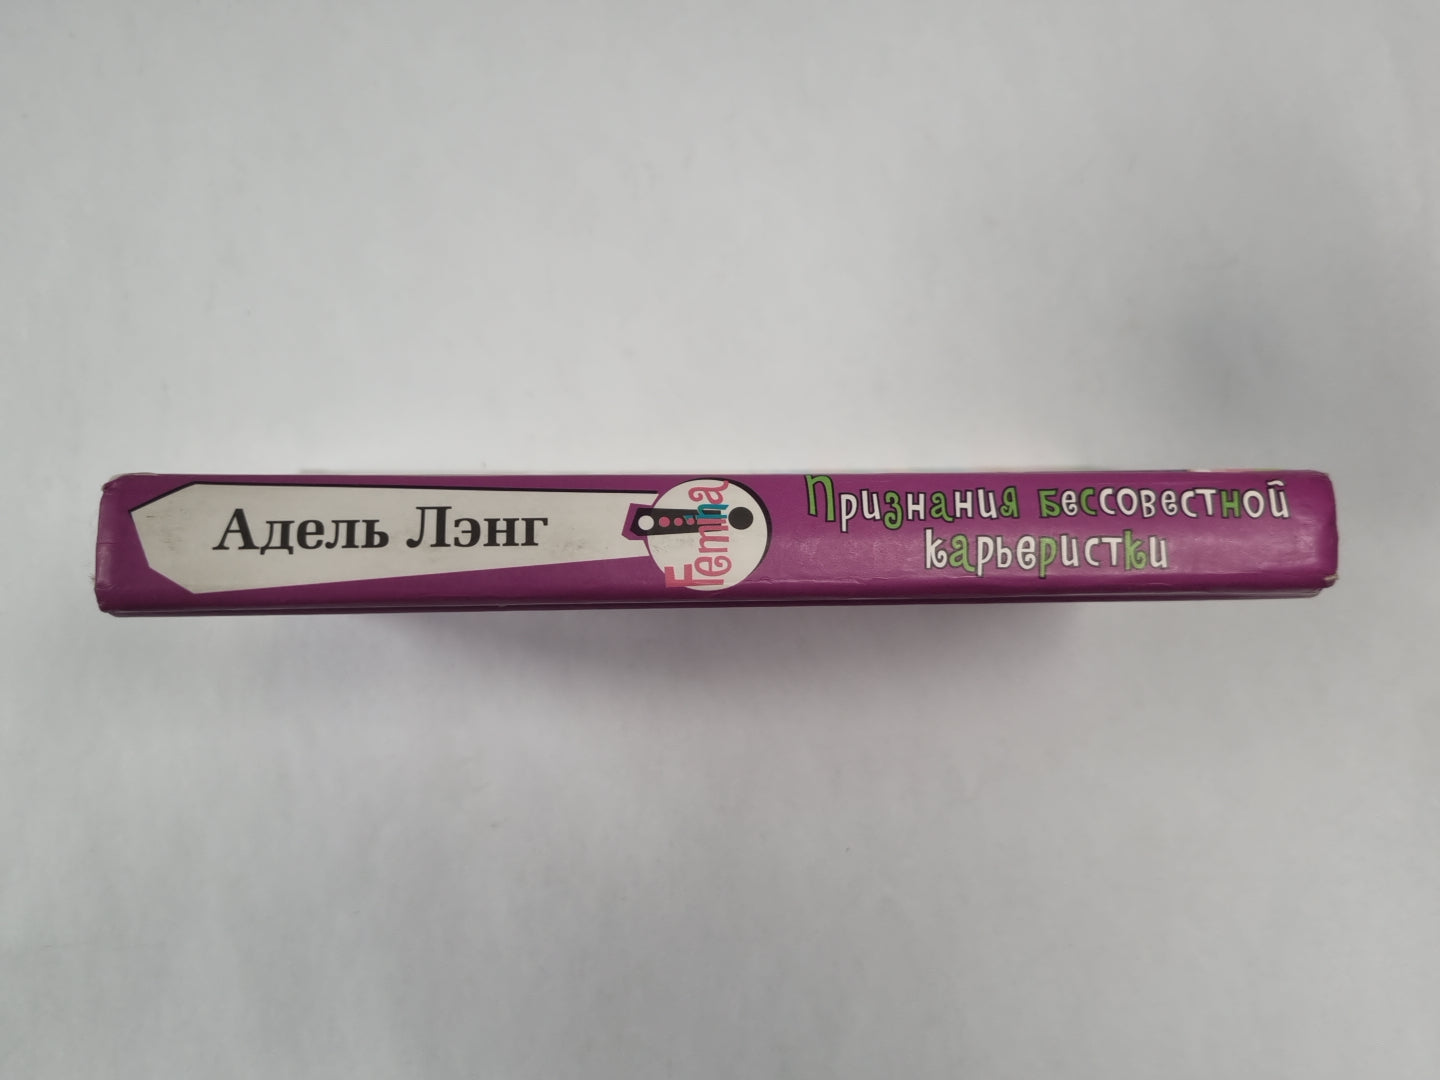 Адель Лэнг
Femina
Признания бессовестной
карьеристки